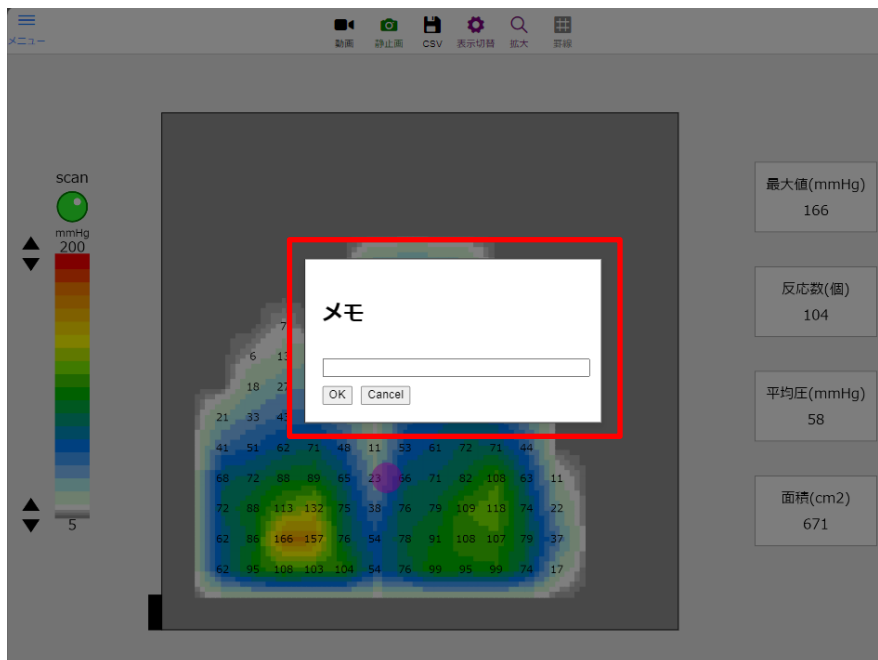 メニュー
動画 静止画 CSV 表示切替 拡大 罫線
scan
mmHg
200
5
最大値(mmHg)
166
反応数(個)
104
平均圧(mmHg)
58
面積(cm2)
671
メモ
OK Cancel
7
6 13
18 27
21 33 43
41 51 62 71 48 11 53 61 72 71 44
68 72 88 89 65 23 66 71 82 108 63 11
72 88 113 132 75 38 76 79 109 118 74 22
62 86 166 157 76 54 78 91 108 107 79 37
62 95 108 103 104 54 76 99 95 99 74 17